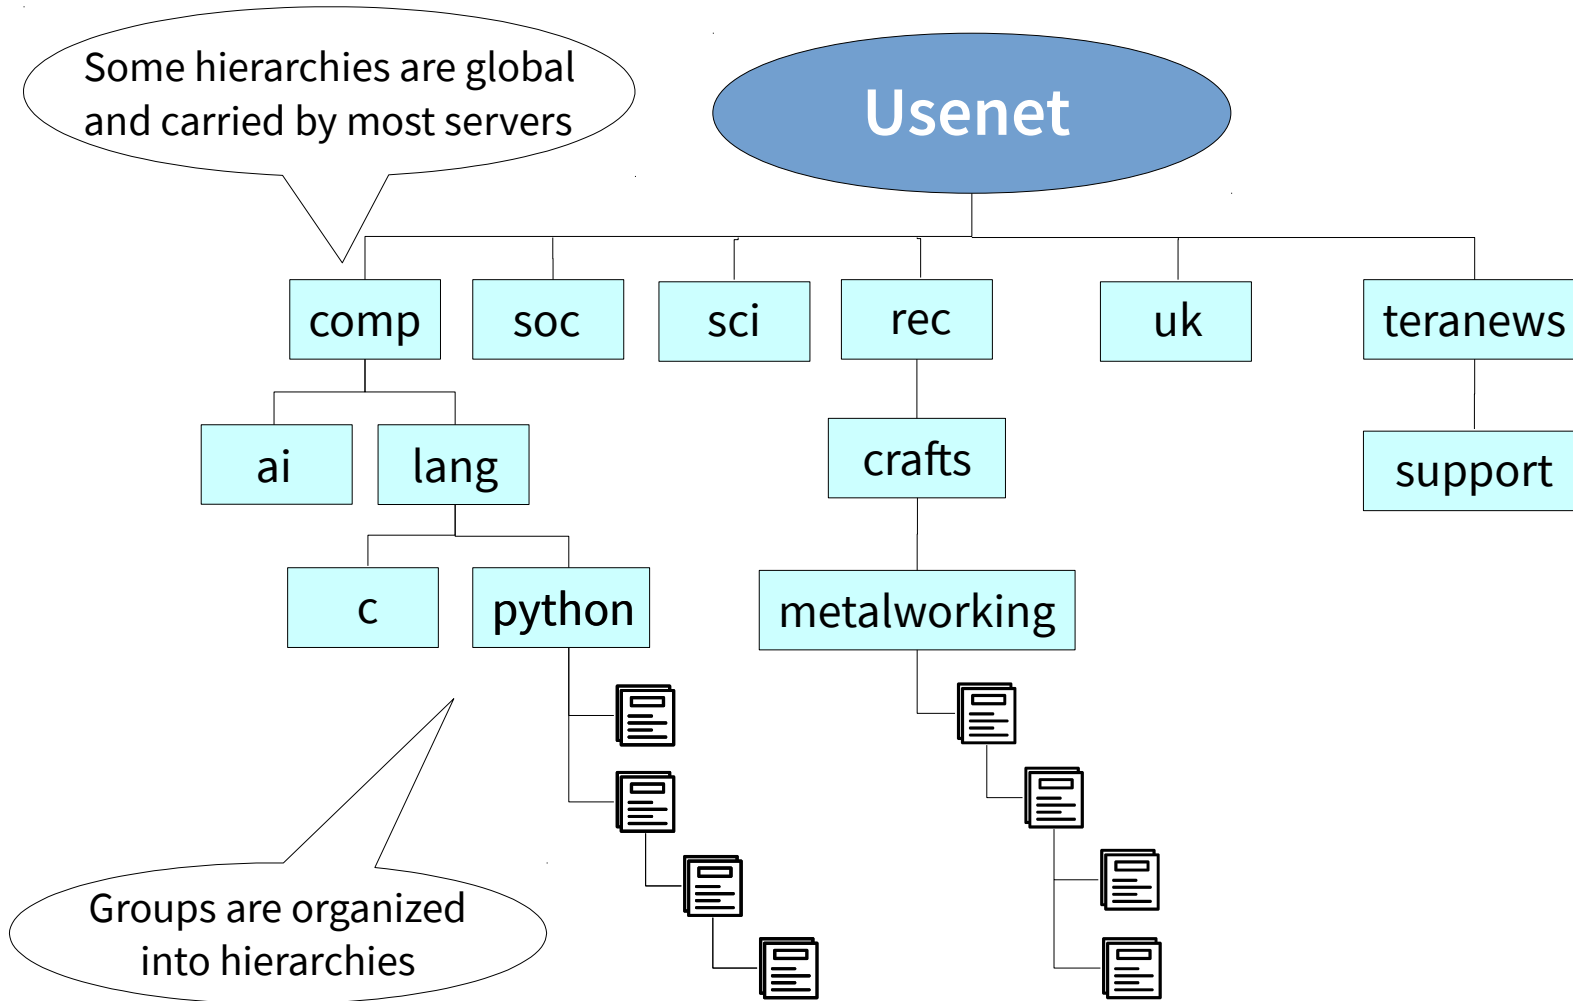 Some hierarchies are global
and carried by most servers
Usenet
comp
soc
sci
rec
uk
teranews
ai
lang
crafts
support
c
python
metalworking
Groups are organized
into hierarchies